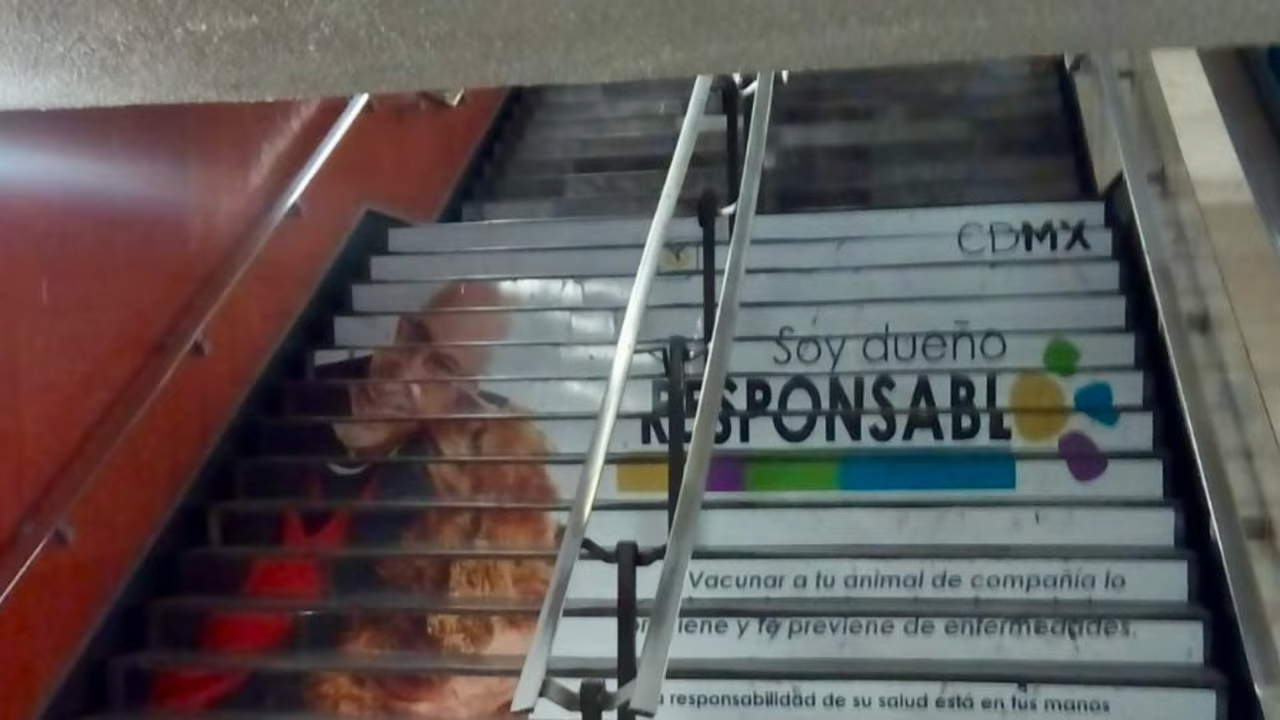 CDMX
Soy dueño
RESPONSABL
Vacunar a tu animal de compañía lo
y te previene de enfermedades.
responsabilidad de su salud está en tus manos